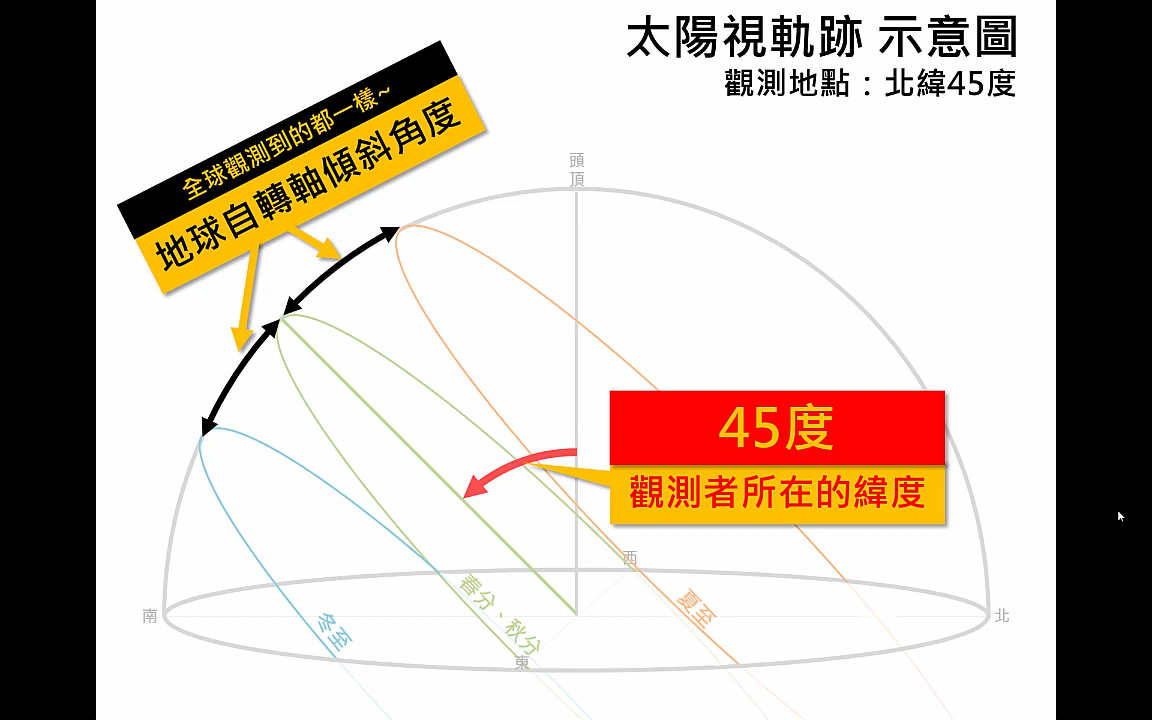 太陽視軌跡 示意圖
觀測地點：北緯45度
全球觀測到的都一樣~
地球自轉軸傾斜角度
頭頂
45度
觀測者所在的緯度
西
春分、秋分
夏至
冬至
南
北
東